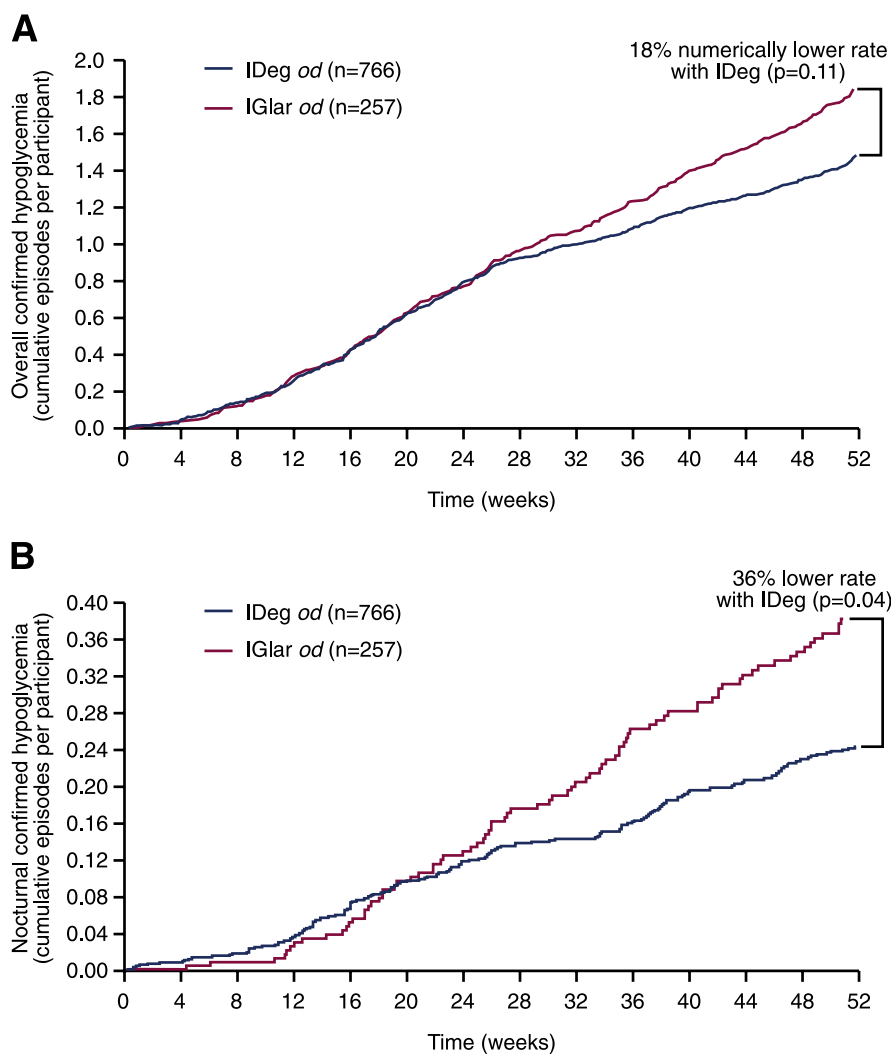 A
Overall confirmed hypoglycemia
(cumulative episodes per participant)
2.0
1.8
1.6
1.4
1.2
1.0
0.8
0.6
0.4
0.2
0.0
IDeg od (n=766)
IGlar od (n=257)
18% numerically lower rate
with IDeg (p=0.11)
0 4 8 12 16 20 24 28 32 36 40 44 48 52
Time (weeks)
B
Nocturnal confirmed hypoglycemia
(cumulative episodes per participant)
0.40
0.36
0.32
0.28
0.24
0.20
0.16
0.12
0.08
0.04
0.00
IDeg od (n=766)
IGlar od (n=257)
36% lower rate
with IDeg (p=0.04)
0 4 8 12 16 20 24 28 32 36 40 44 48 52
Time (weeks)